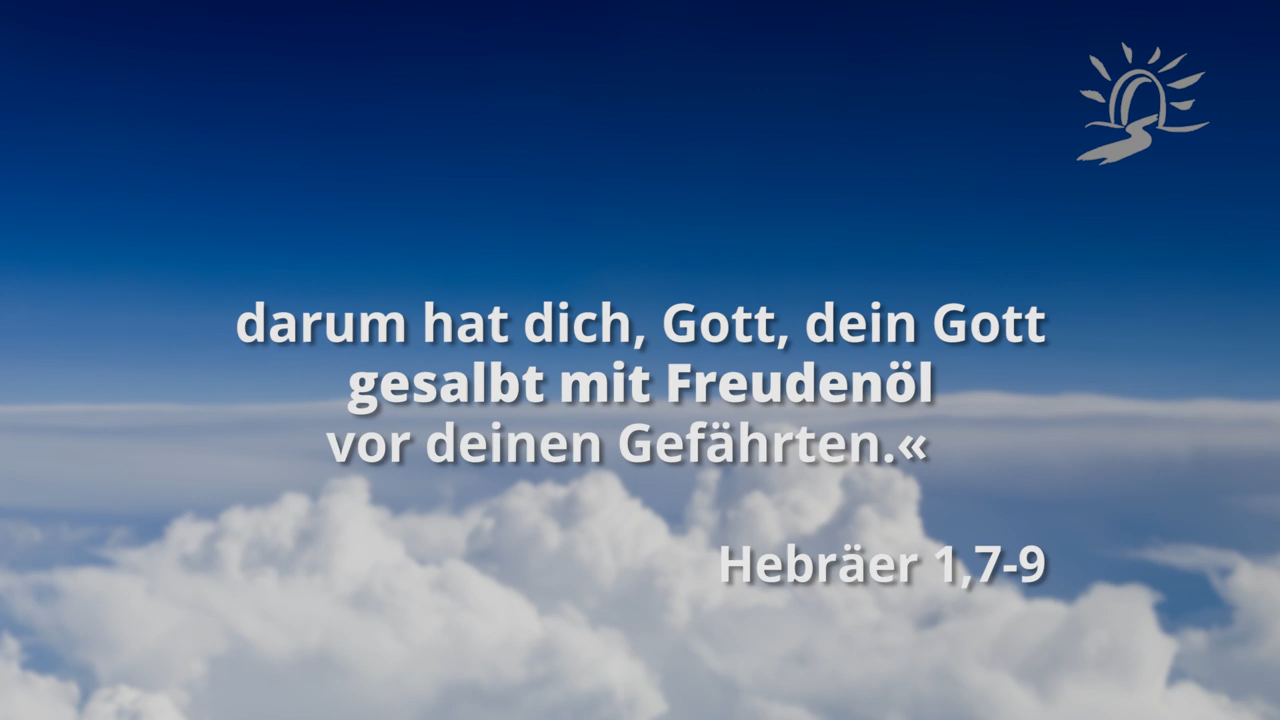 darum hat dich, Gott, dein Gott
gesalbt mit Freudenöl
vor deinen Gefährten.«
Hebräer 1,7-9